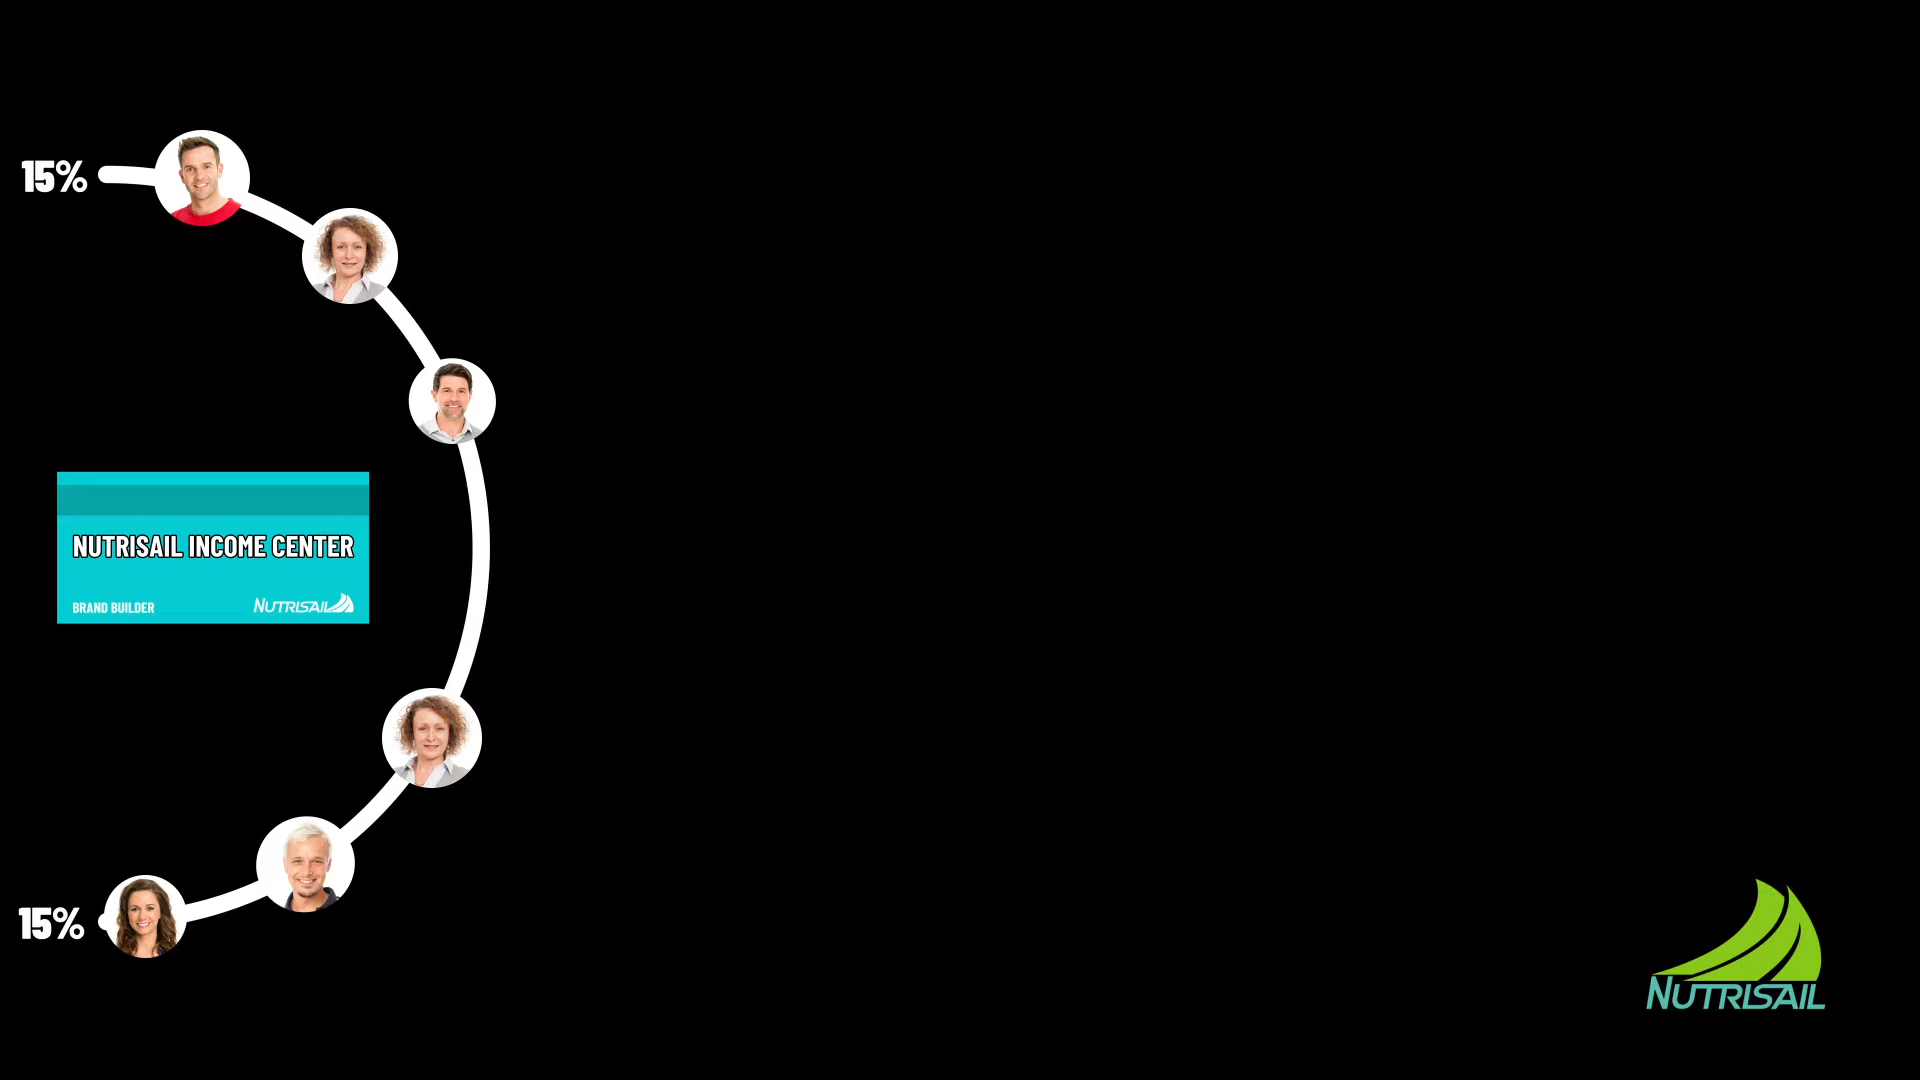 15%
NUTRISAIL INCOME CENTER
BRAND BUILDER
NUTRISAIL
15%
NUTRISAIL